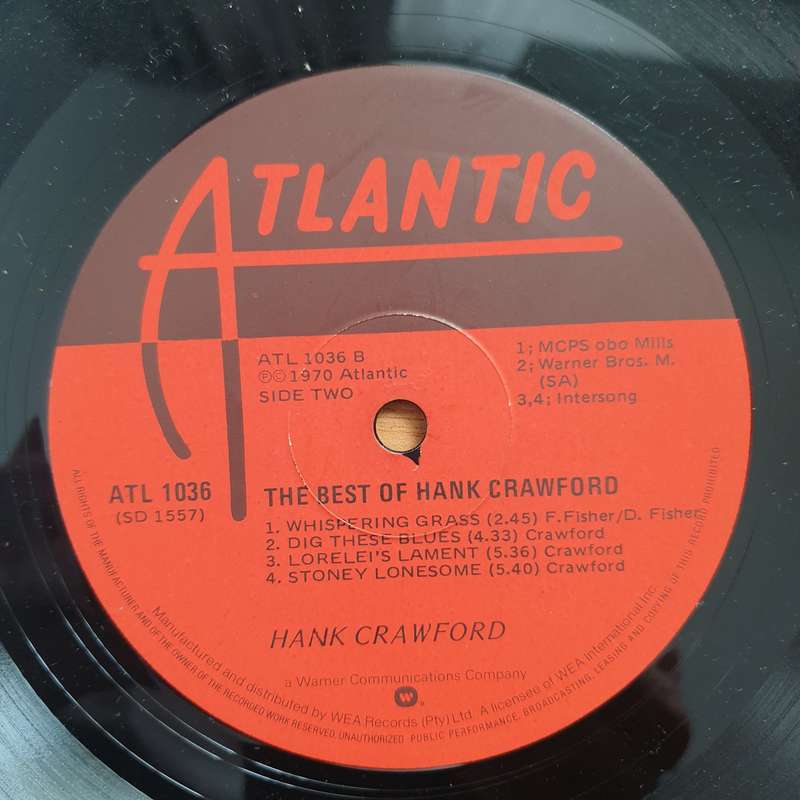 ATLANTIC
ATL 1036 B
℗© 1970 Atlantic
SIDE TWO
1; MCPS obo Mills
2; Warner Bros. M.
(SA)
3,4; Intersong
ATL 1036
(SD 1557)
THE BEST OF HANK CRAWFORD
1. WHISPERING GRASS (2.45) F.Fisher/D. Fisher
2. DIG THESE BLUES (4.33) Crawford
3. LORELEI'S LAMENT (5.36) Crawford
4. STONEY LONESOME (5.40) Crawford
HANK CRAWFORD
a Warner Communications Company
Manufactured and distributed by WEA Records (Pty) Ltd. A licensee of WEA International Inc.
ALL RIGHTS OF THE MANUFACTURER AND OF THE OWNER OF THE RECORDED WORK RESERVED. UNAUTHORIZED PUBLIC PERFORMANCE, BROADCASTING, LEASING AND COPYING OF THIS RECORD PROHIBITED